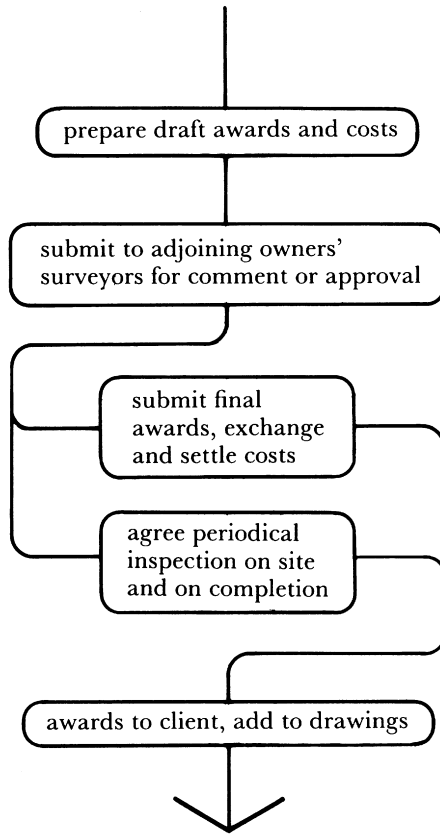 prepare draft awards and costs
submit to adjoining owners’
surveyors for comment or approval
submit final
awards, exchange
and settle costs
agree periodical
inspection on site
and on completion
awards to client, add to drawings